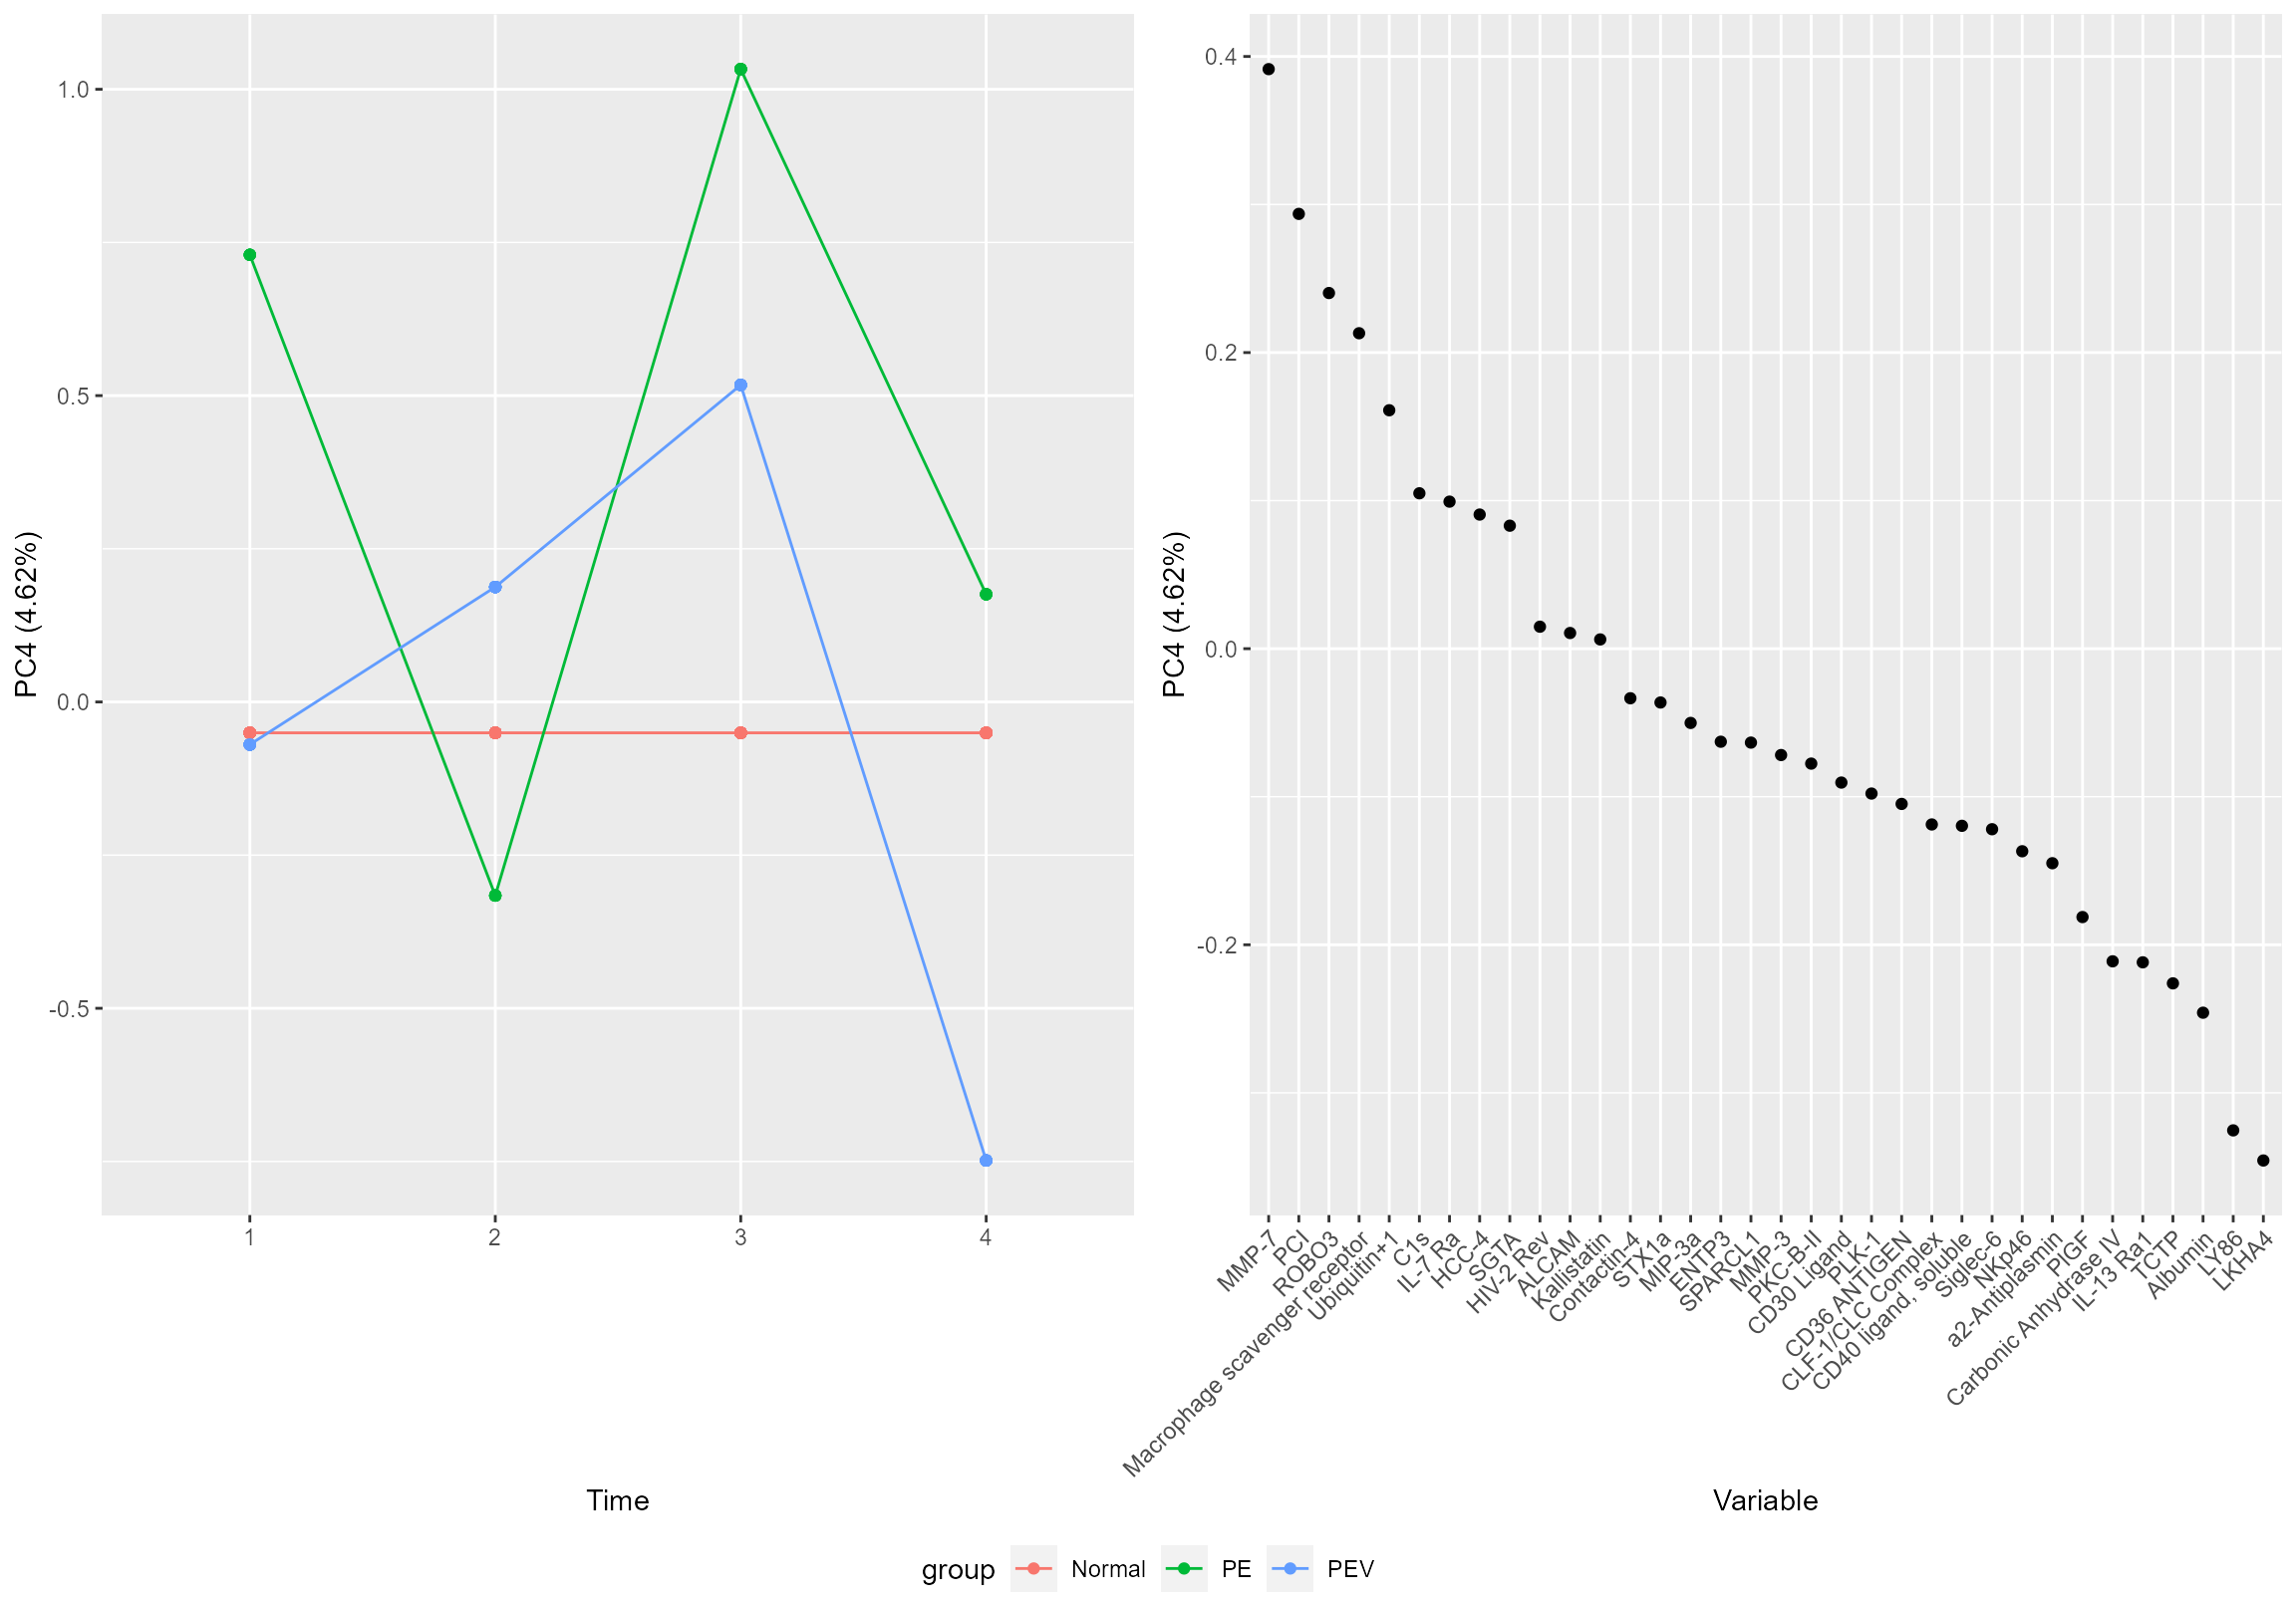 PC4 (4.62%)
1.0
0.5
0.0
-0.5
1
2
3
4
Time
PC4 (4.62%)
0.4
0.2
0.0
-0.2
MMP-7
PCI
ROBO3
Macrophage scavenger receptor
Ubiquitin+1
C1s
IL-7 Ra
HCC-4
SGTA
HIV-2 Rev
ALCAM
Kallistatin
Contactin-4
STX1a
MIP-3a
ENTP3
SPARCL1
MMP-3
PKC-B-II
CD30 Ligand
PLK-1
CD36 ANTIGEN
CLF-1/CLC Complex
CD40 ligand, soluble
Siglec-6
NKp46
a2-Antiplasmin
PIGF
Carbonic Anhydrase IV
IL-13 Ra1
TCTP
Albumin
LY86
LKHA4
Variable
group
Normal
PE
PEV